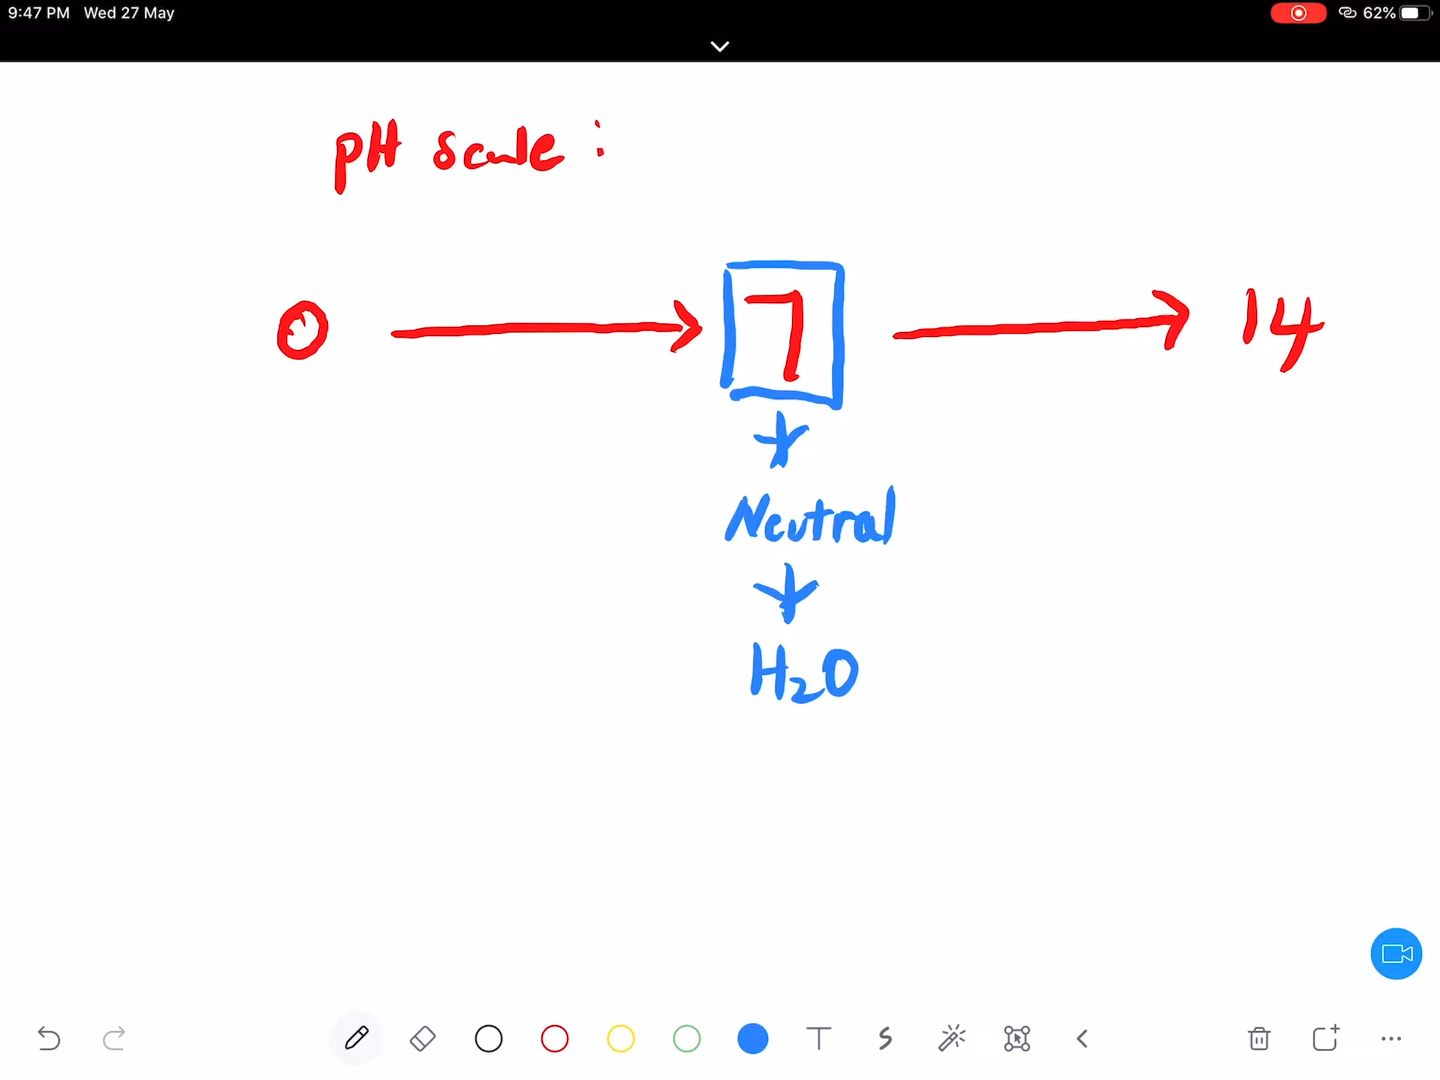 9:47 PM Wed 27 May 62%
pH scale :
0 → 7 → 14
Neutral
H₂O
T